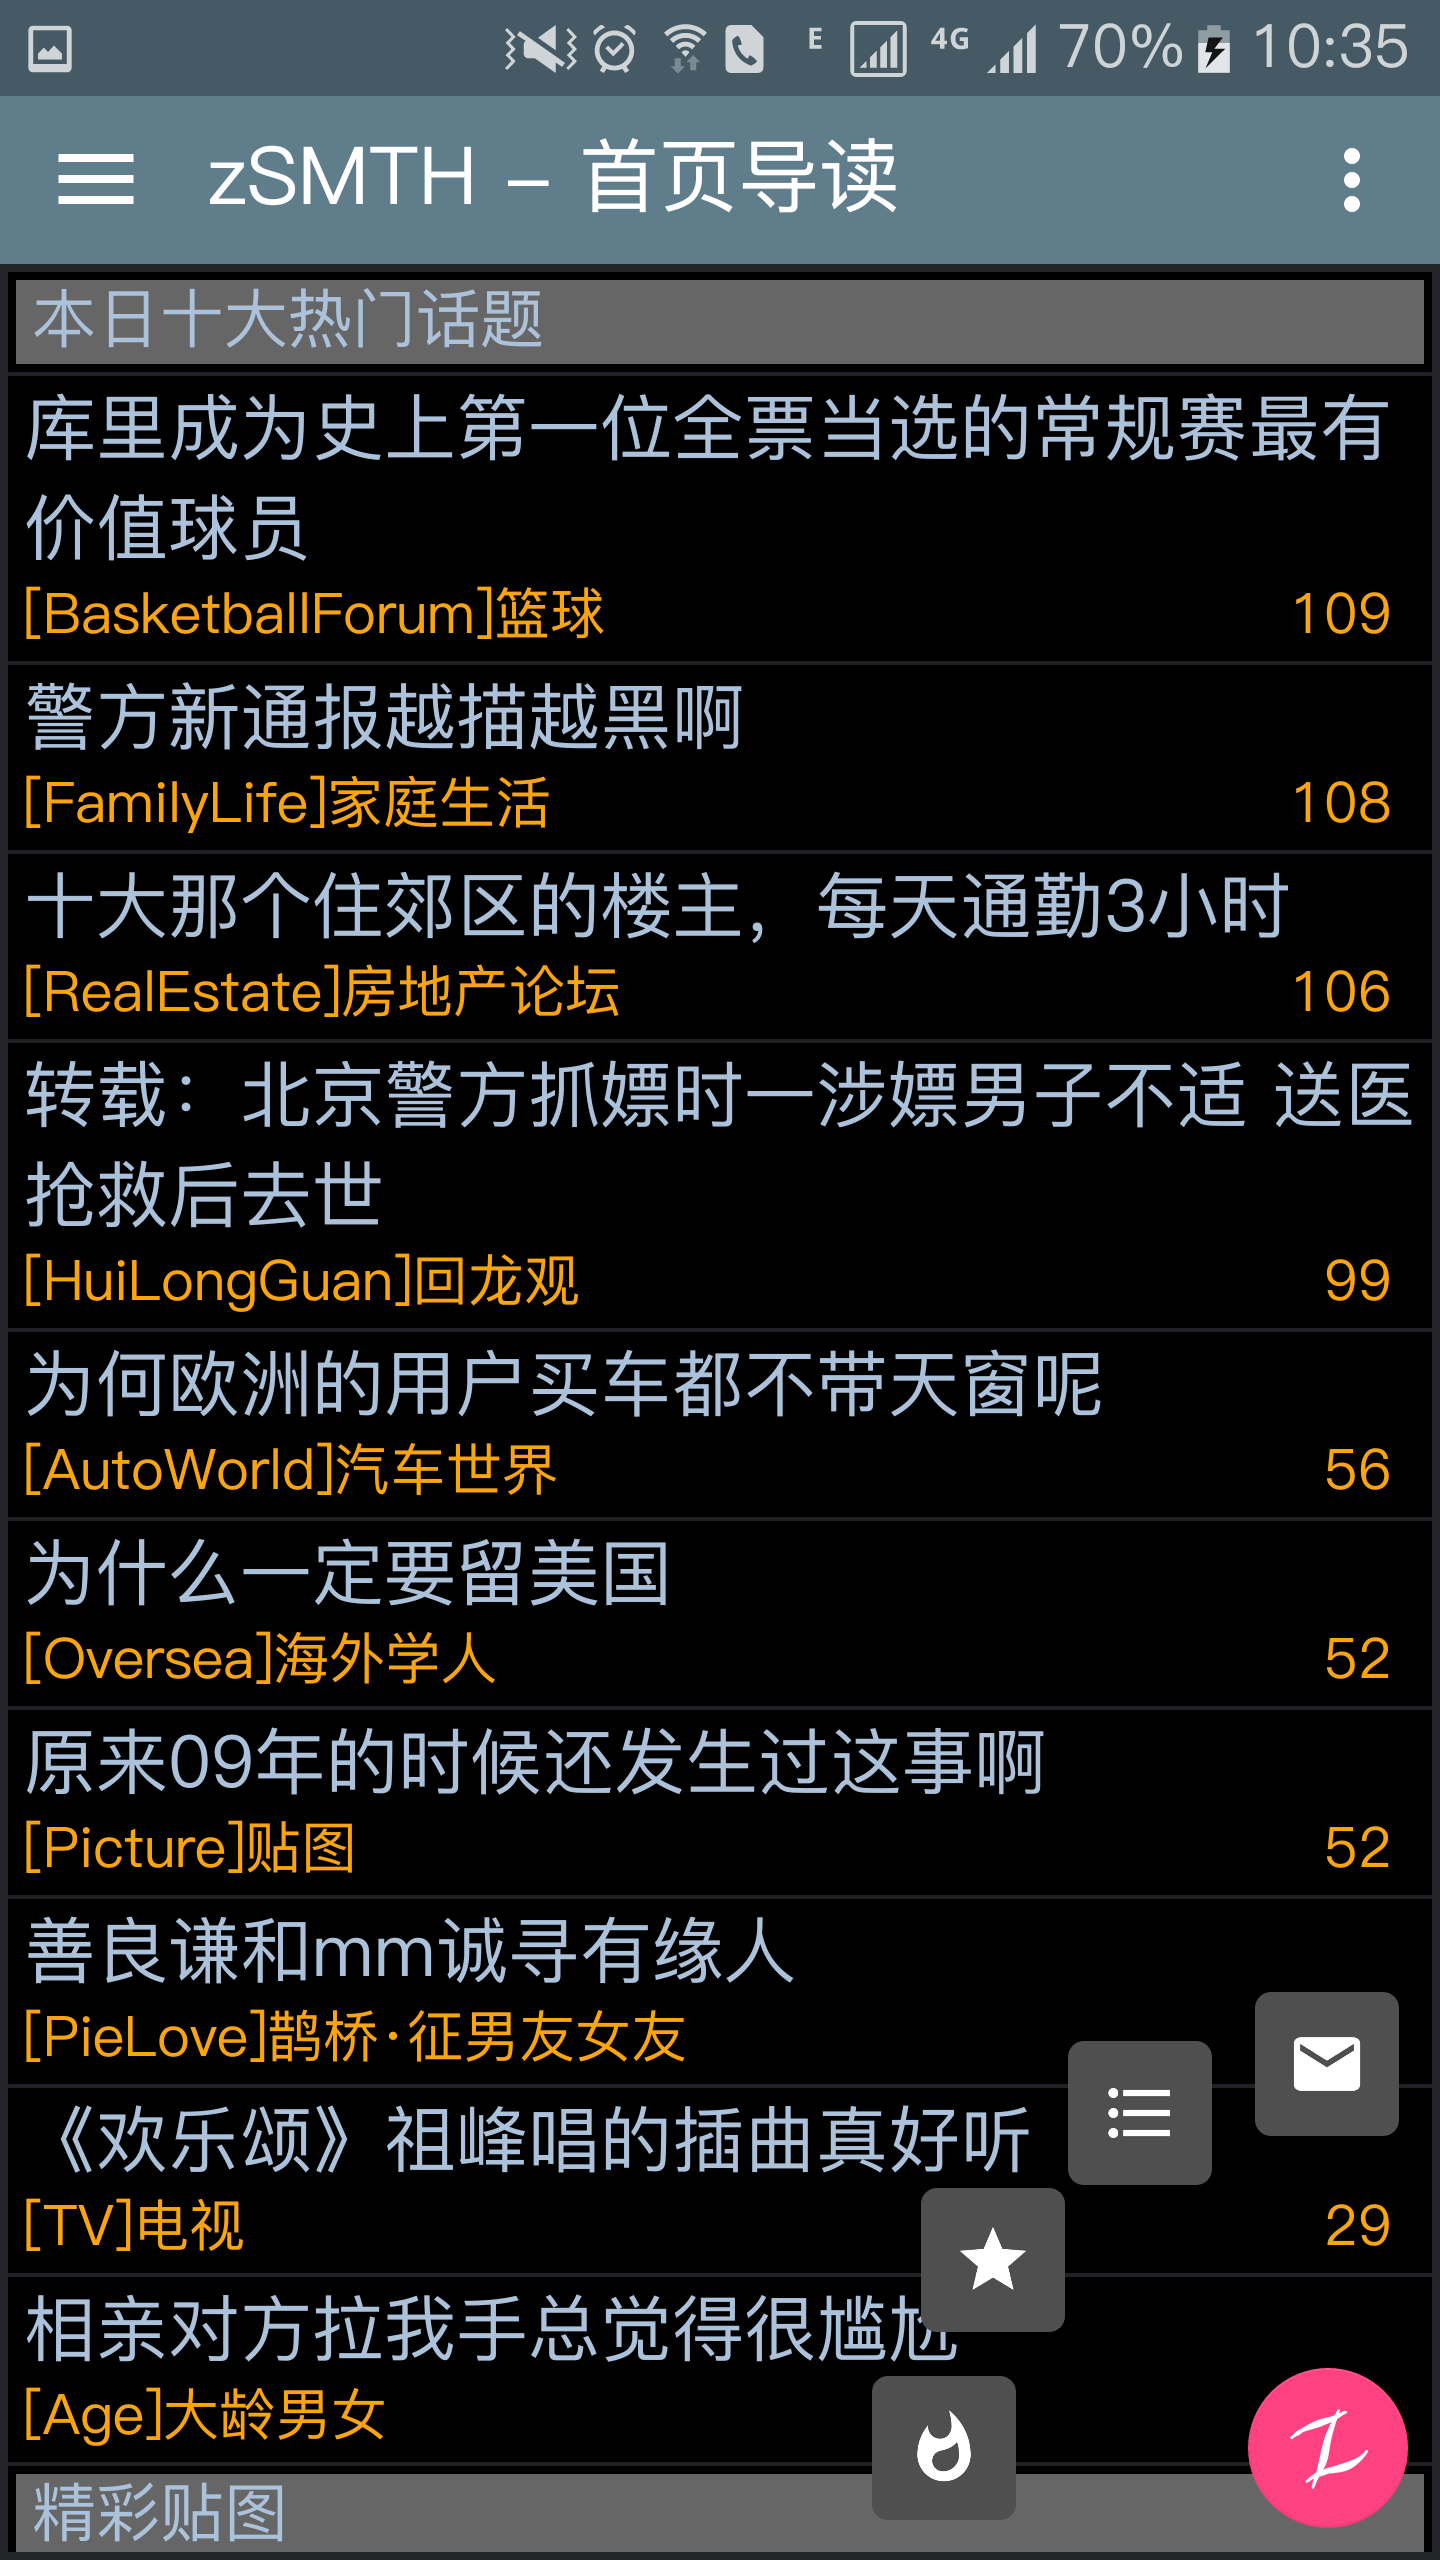 E 4G 70% 10:35
zSMTH – 首页导读
本日十大热门话题
库里成为史上第一位全票当选的常规赛最有
价值球员
[BasketballForum]篮球 109
警方新通报越描越黑啊
[FamilyLife]家庭生活 108
十大那个住郊区的楼主，每天通勤3小时
[RealEstate]房地产论坛 106
转载：北京警方抓嫖时一涉嫖男子不适 送医
抢救后去世
[HuiLongGuan]回龙观 99
为何欧洲的用户买车都不带天窗呢
[AutoWorld]汽车世界 56
为什么一定要留美国
[Oversea]海外学人 52
原来09年的时候还发生过这事啊
[Picture]贴图 52
善良谦和mm诚寻有缘人
[PieLove]鹊桥·征男友女友
《欢乐颂》祖峰唱的插曲真好听
[TV]电视 29
相亲对方拉我手总觉得很尴尬
[Age]大龄男女
精彩贴图